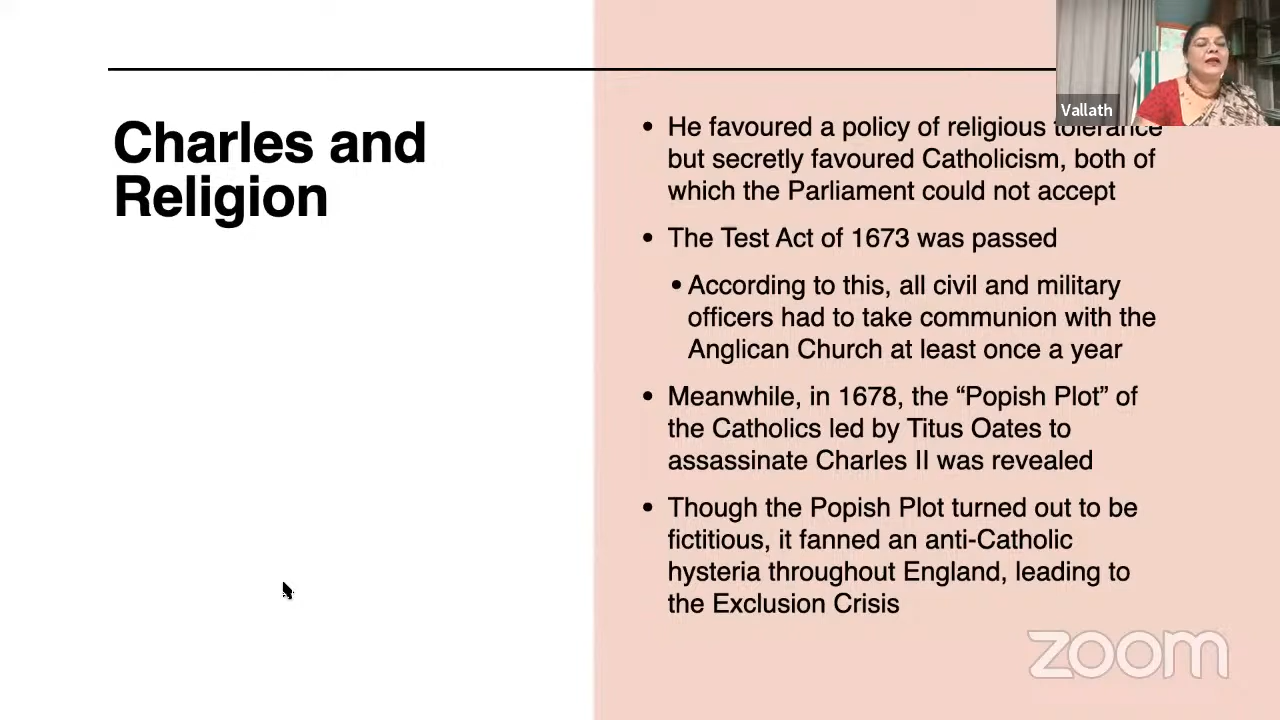 Charles and
Religion
Vallath
• He favoured a policy of religious tolerance
but secretly favoured Catholicism, both of
which the Parliament could not accept
• The Test Act of 1673 was passed
• According to this, all civil and military
officers had to take communion with the
Anglican Church at least once a year
• Meanwhile, in 1678, the “Popish Plot” of
the Catholics led by Titus Oates to
assassinate Charles II was revealed
• Though the Popish Plot turned out to be
fictitious, it fanned an anti-Catholic
hysteria throughout England, leading to
the Exclusion Crisis
zoom